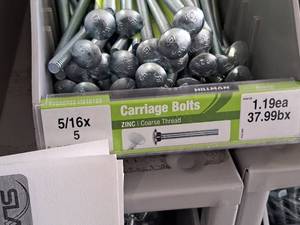 HILLMAN
Carriage Bolts
ZINC | Coarse Thread
5/16x
5
1.19ea
37.99bx